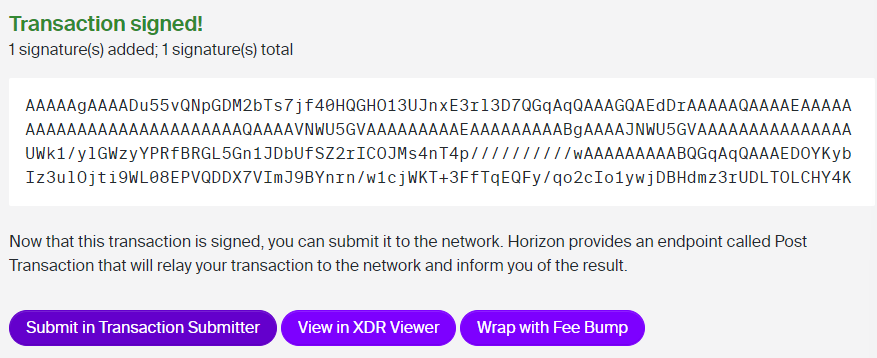 Transaction signed!
1 signature(s) added; 1 signature(s) total
AAAAAgAAAADu55vQNpGDM2bTs7jf40HQGHO13UJnxE3rl3D7QGqAqQAAAGQAEdDrAAAAAQAAAAEAAAAA
AAAAAAAAAAAAAAAAAAAAAQAAAAVNWU5GVAAAAAAAAAEAAAAAAAAABgAAAAJNWU5GVAAAAAAAAAAAAAAA
UWk1/ylGWzyYPRfBRGL5Gn1JDbUfSZ2rICOJMs4nT4p//////////wAAAAAAAAABQGqAqQAAAEDOYKyb
Iz3ulOjti9WL08EPVQDDX7VImJ9BYnrn/w1cjWKT+3FfTqEQFy/qo2cIo1ywjDBHdmz3rUDLTOLCHY4K
Now that this transaction is signed, you can submit it to the network. Horizon provides an endpoint called Post
Transaction that will relay your transaction to the network and inform you of the result.
Submit in Transaction Submitter
View in XDR Viewer
Wrap with Fee Bump